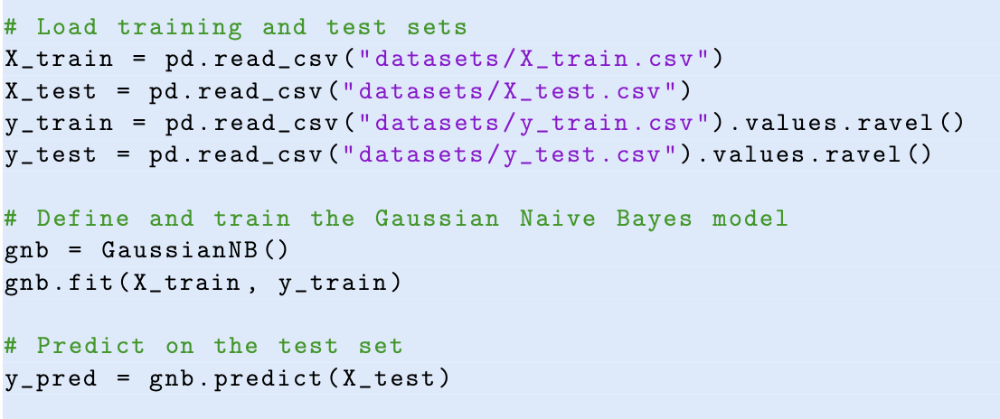 # Load training and test sets
X_train = pd.read_csv("datasets/X_train.csv")
X_test = pd.read_csv("datasets/X_test.csv")
y_train = pd.read_csv("datasets/y_train.csv").values.ravel()
y_test = pd.read_csv("datasets/y_test.csv").values.ravel()
# Define and train the Gaussian Naive Bayes model
gnb = GaussianNB()
gnb.fit(X_train, y_train)
# Predict on the test set
y_pred = gnb.predict(X_test)